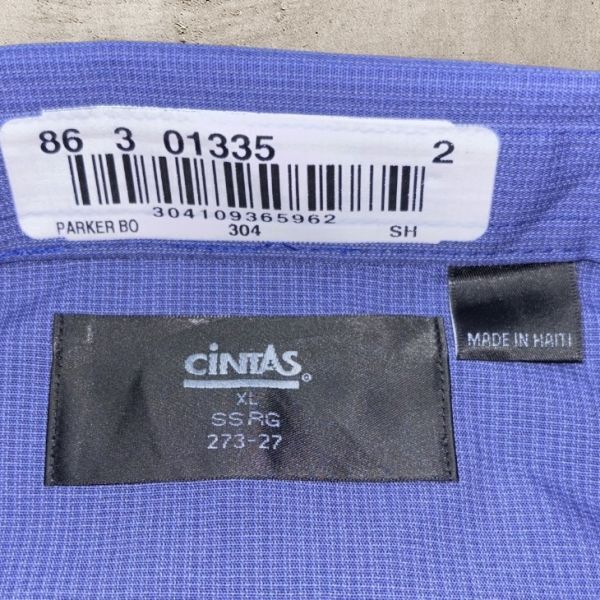 86 3 01335 2
304109365962
PARKER BO 304 SH
CINTAS®
XL
SS RG
273-27
MADE IN HAITI